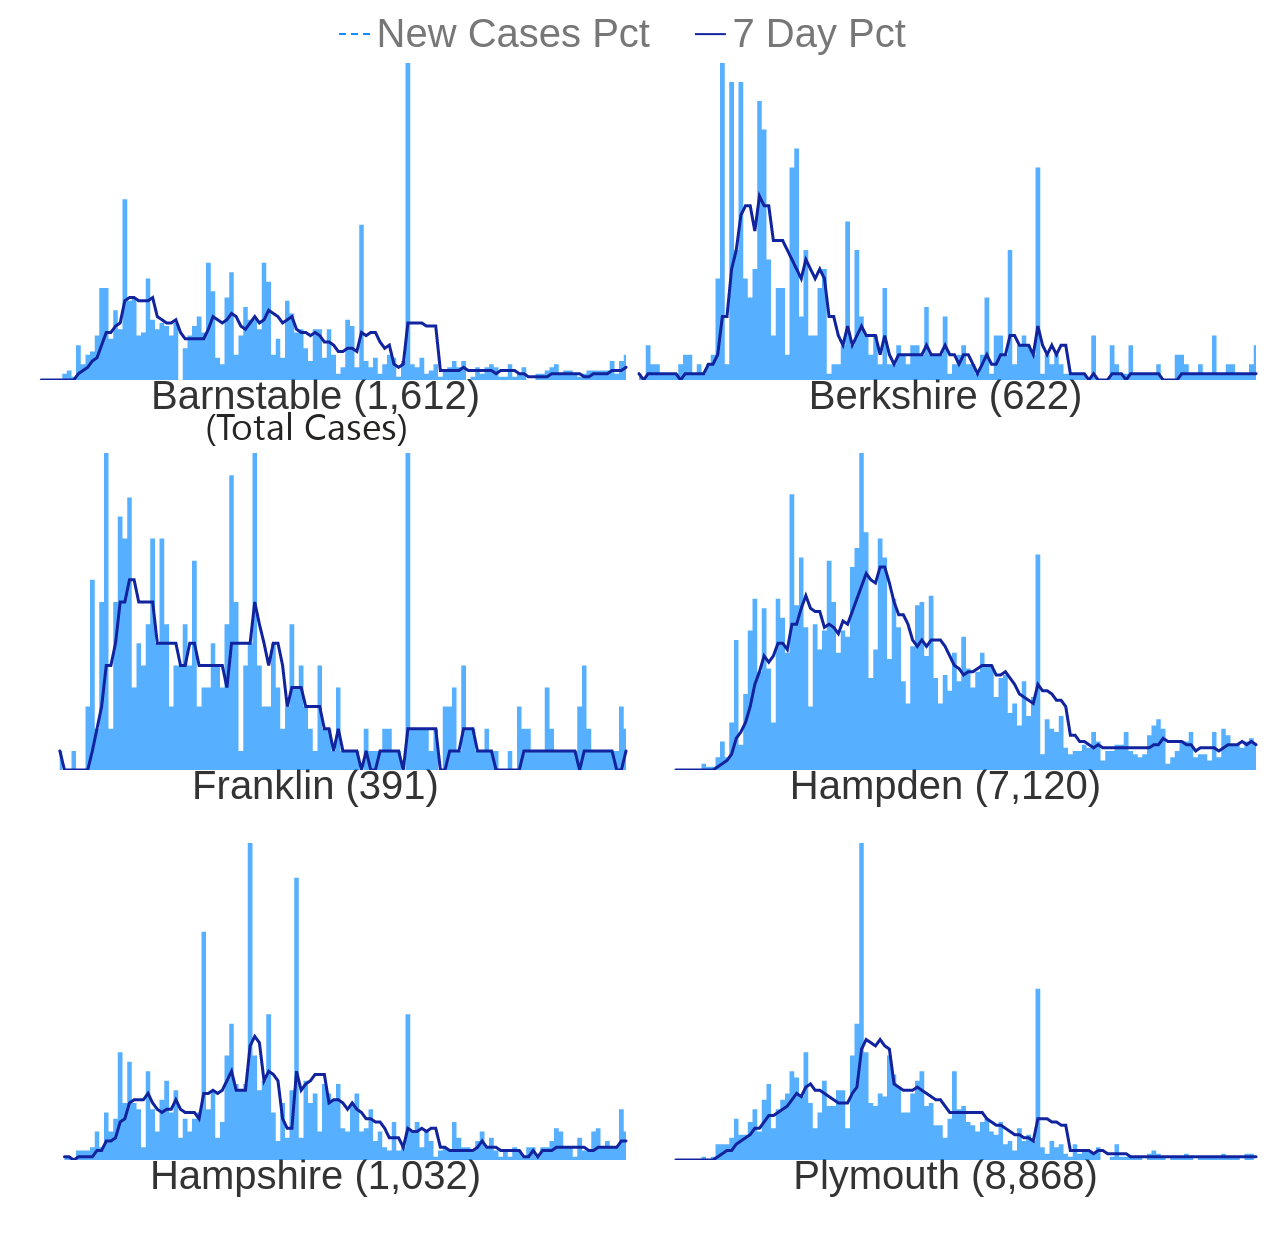 New Cases Pct 7 Day Pct
Barnstable (1,612) Berkshire (622)
(Total Cases)
Franklin (391) Hampden (7,120)
Hampshire (1,032) Plymouth (8,868)